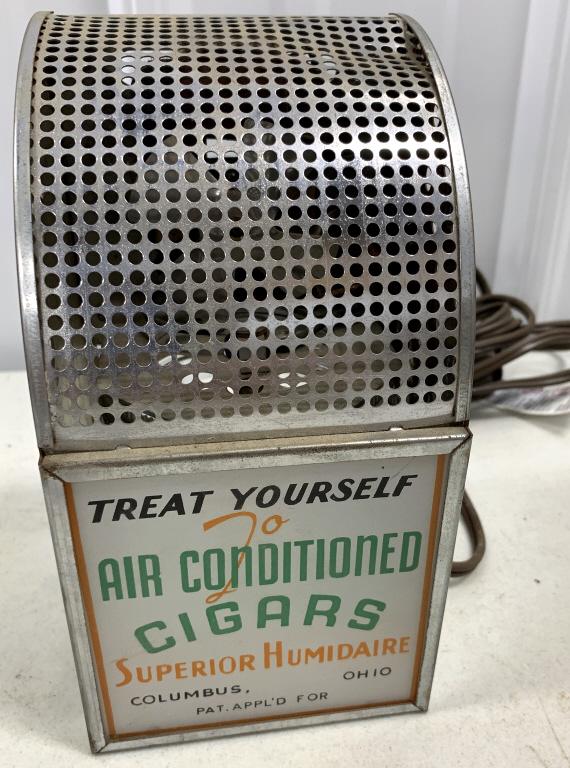 TREAT YOURSELF
To
AIR CONDITIONED
CIGARS
SUPERIOR HUMIDAIRE
COLUMBUS, OHIO
PAT. APPL'D FOR